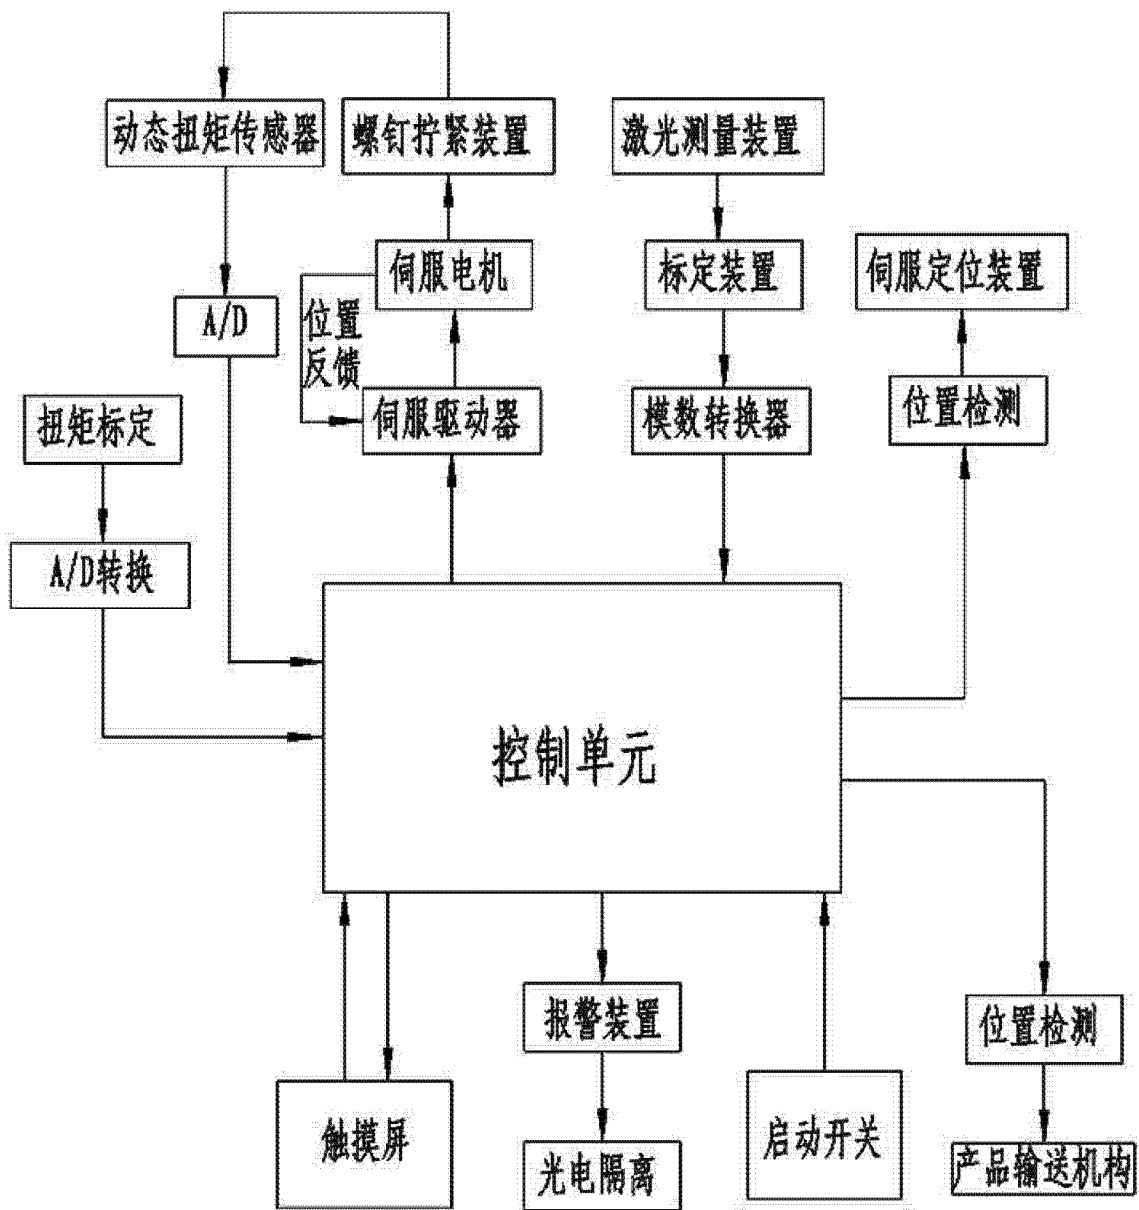 动态扭矩传感器
螺钉拧紧装置
激光测量装置
伺服电机
标定装置
伺服定位装置
A/D
位置
反馈
扭矩标定
伺服驱动器
模数转换器
位置检测
A/D转换
控制单元
报警装置
位置检测
触摸屏
启动开关
光电隔离
产品输送机构